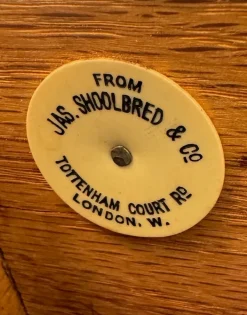 FROM
JAS. SHOOLBRED & CO
TOTTENHAM COURT RD
LONDON. W.